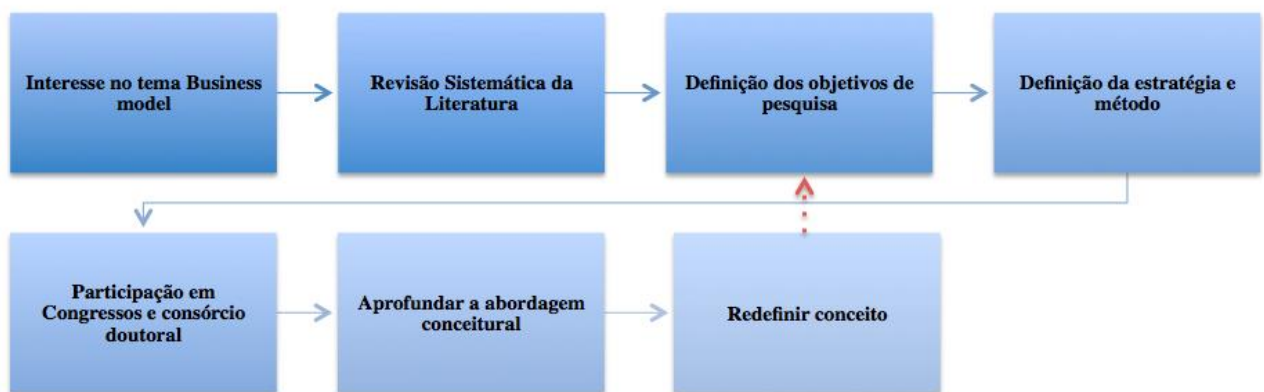 Interesse no tema Business
model
Revisão Sistemática da
Literatura
Definição dos objetivos de
pesquisa
Definição da estratégia e
método
Participação em
Congressos e consórcio
doutoral
Aprofundar a abordagem
conceitural
Redefinir conceito